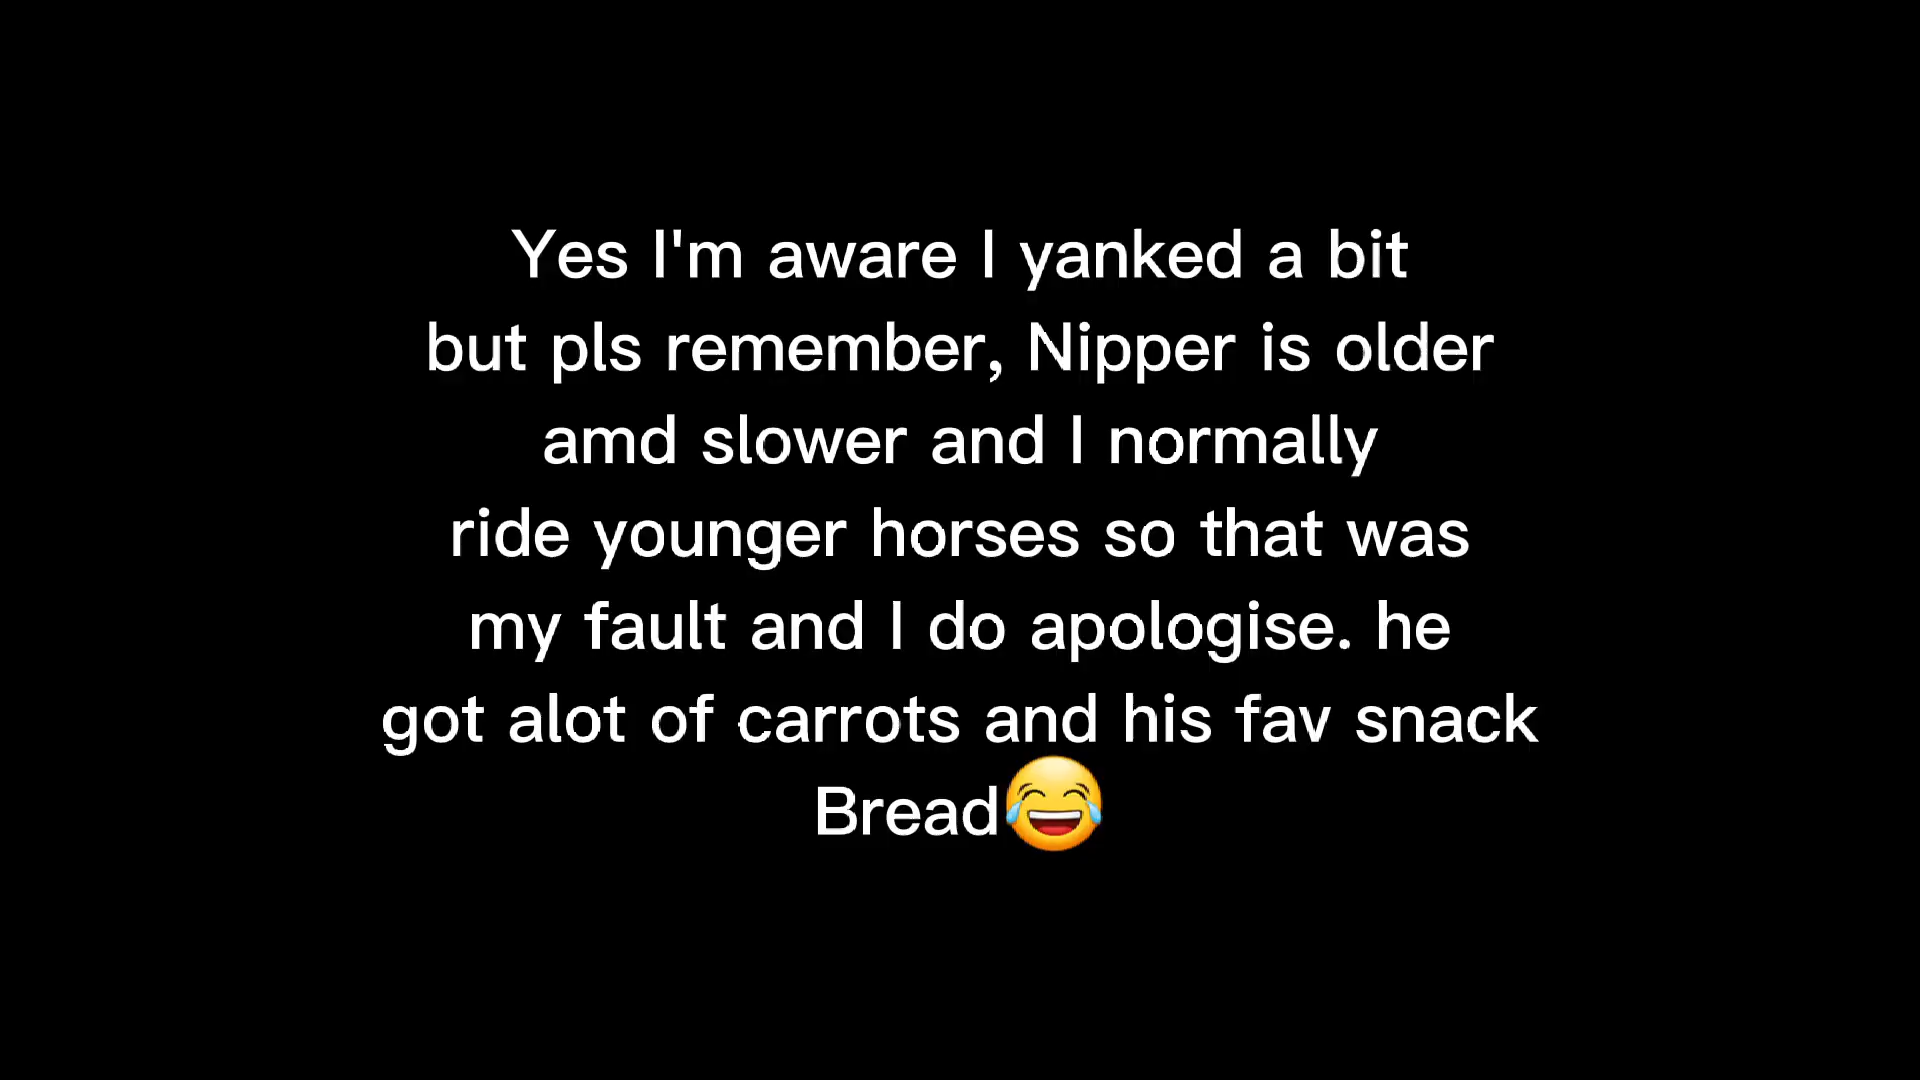 Yes I'm aware I yanked a bit
but pls remember, Nipper is older
amd slower and I normally
ride younger horses so that was
my fault and I do apologise. he
got alot of carrots and his fav snack
Bread😂